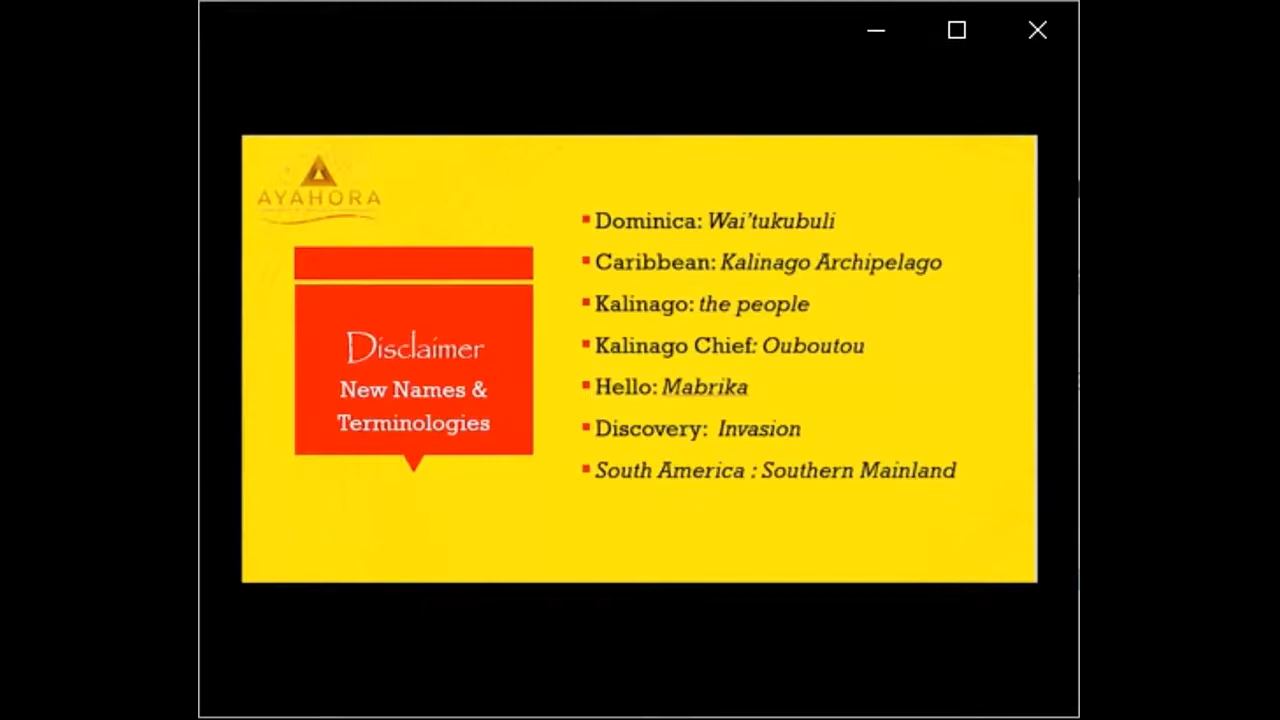 AYAHORA
Disclaimer
New Names &
Terminologies
Dominica: Wai'tukubuli
Caribbean: Kalinago Archipelago
Kalinago: the people
Kalinago Chief: Ouboutou
Hello: Mabrika
Discovery: Invasion
South America : Southern Mainland